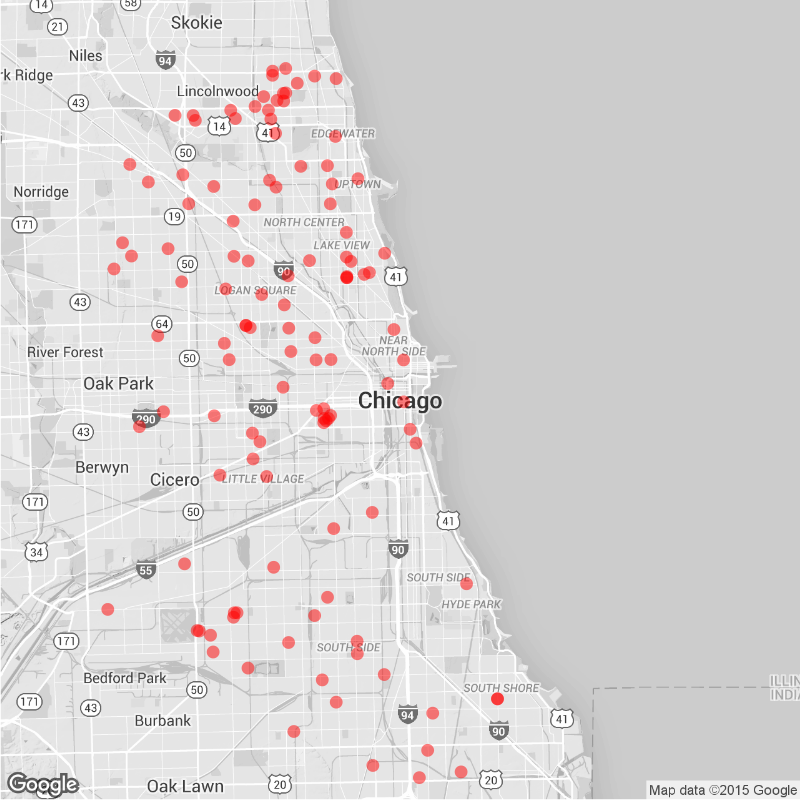 14
58
Skokie
21
Niles
94
rk Ridge
Lincolnwood
43
14
41
EDGEWATER
50
UPTOWN
Norridge
19
NORTH CENTER
171
LAKE VIEW
50
90
41
LOGAN SQUARE
43
64
NEAR
NORTH SIDE
River Forest
50
Oak Park
290
290
Chicago
43
Berwyn
Cicero
LITTLE VILLAGE
171
50
41
34
90
55
SOUTH SIDE
HYDE PARK
171
SOUTH SIDE
Bedford Park
ILLIN
INDIA
50
SOUTH SHORE
171
43
94
41
Burbank
90
Google
Oak Lawn
20
20
Map data ©2015 Google